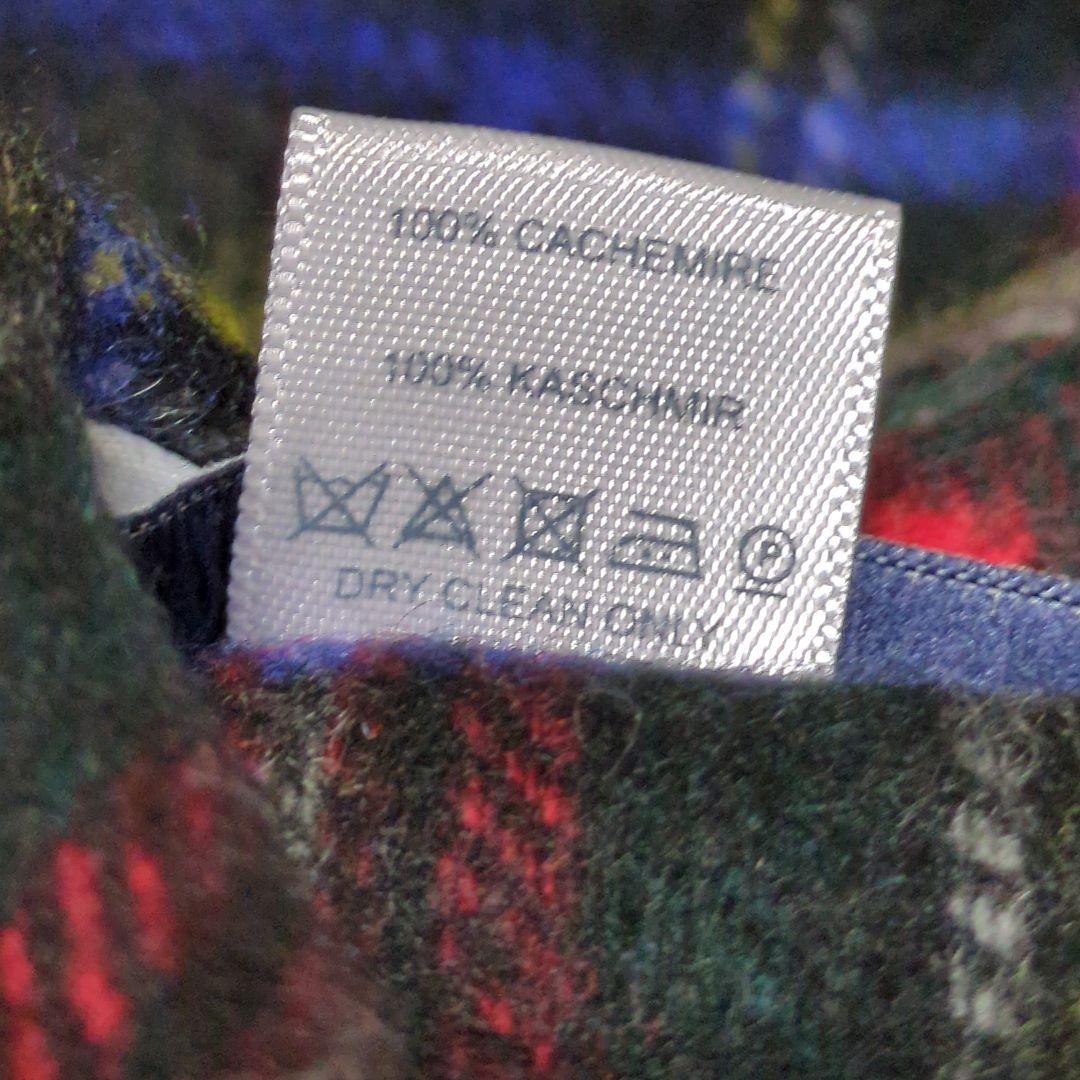 100% CACHEMIRE
100% KASCHMIR
P
DRY CLEAN ONLY